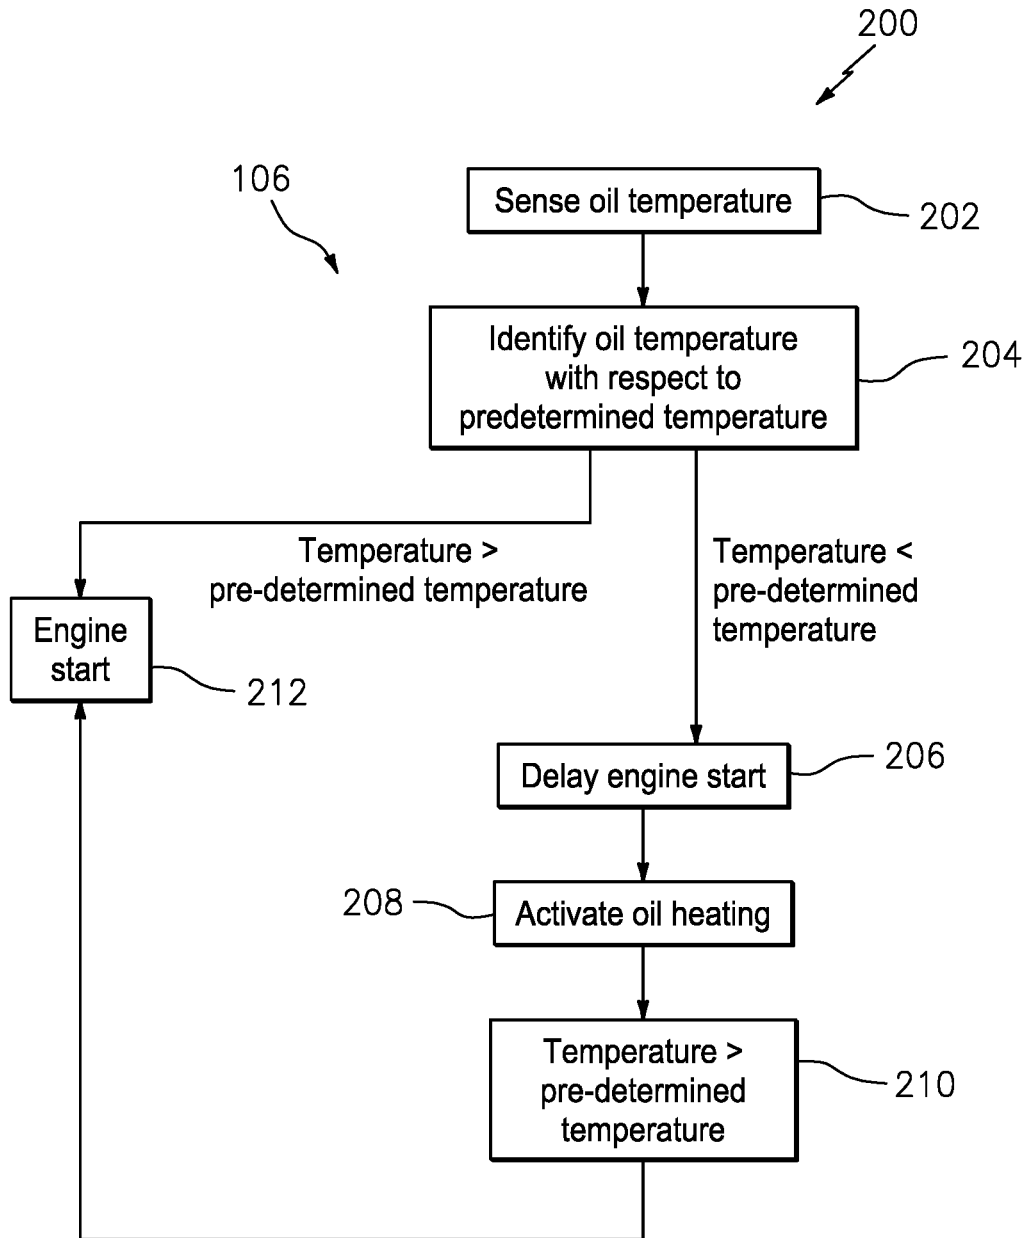 200
106
Sense oil temperature
202
Identify oil temperature
with respect to
predetermined temperature
204
Temperature >
pre-determined temperature
Temperature <
pre-determined
temperature
Engine
start
212
Delay engine start
206
208
Activate oil heating
Temperature >
pre-determined
temperature
210